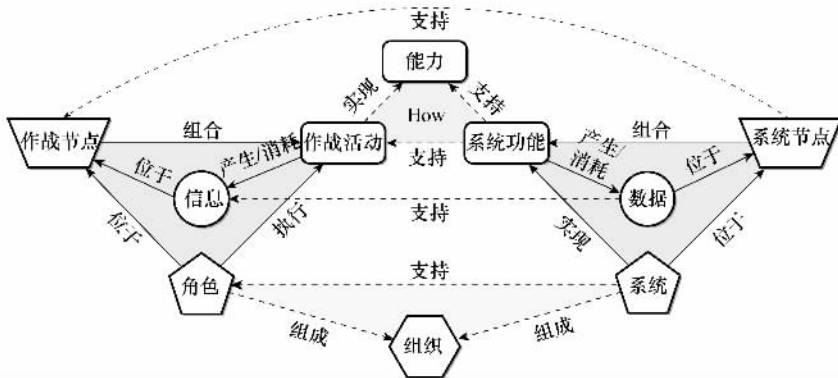 支持
能力
实现
支持
How
作战节点
组合
作战活动
支持
系统功能
组合
系统节点
产生/消耗
产生/
消耗
位于
信息
支持
数据
位于
位于
执行
实现
位于
角色
支持
系统
组成
组织
组成